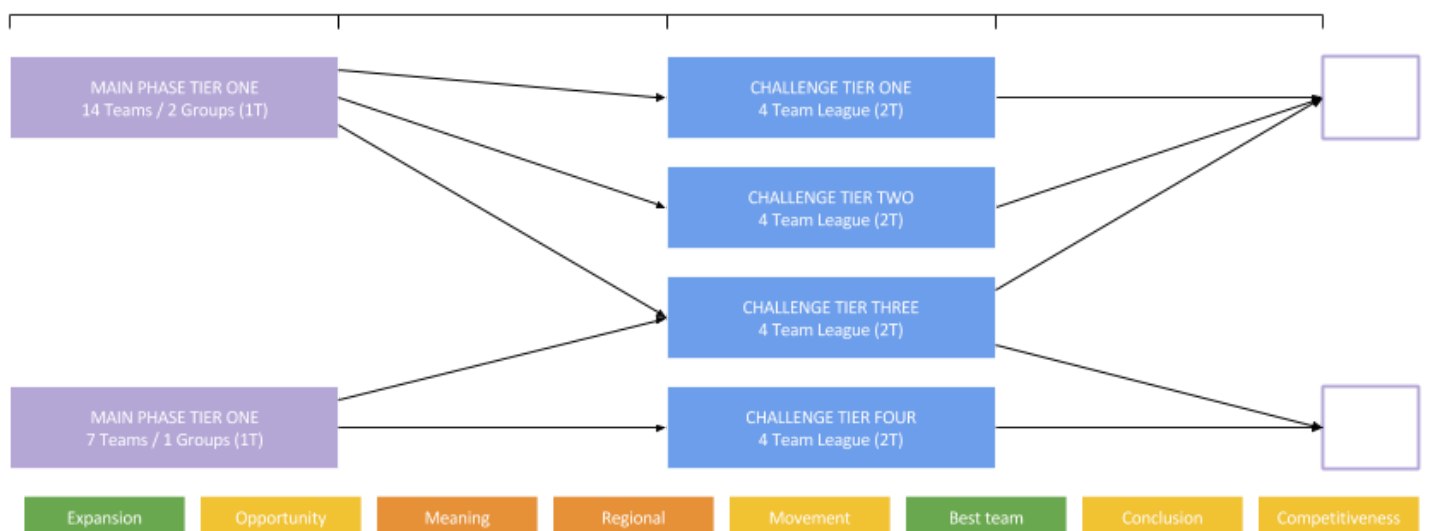 MAIN PHASE TIER ONE
14 Teams / 2 Groups (1T)
CHALLENGE TIER ONE
4 Team League (2T)
CHALLENGE TIER TWO
4 Team League (2T)
CHALLENGE TIER THREE
4 Team League (2T)
MAIN PHASE TIER ONE
7 Teams / 1 Groups (1T)
CHALLENGE TIER FOUR
4 Team League (2T)
Expansion
Opportunity
Meaning
Regional
Movement
Best team
Conclusion
Competitiveness